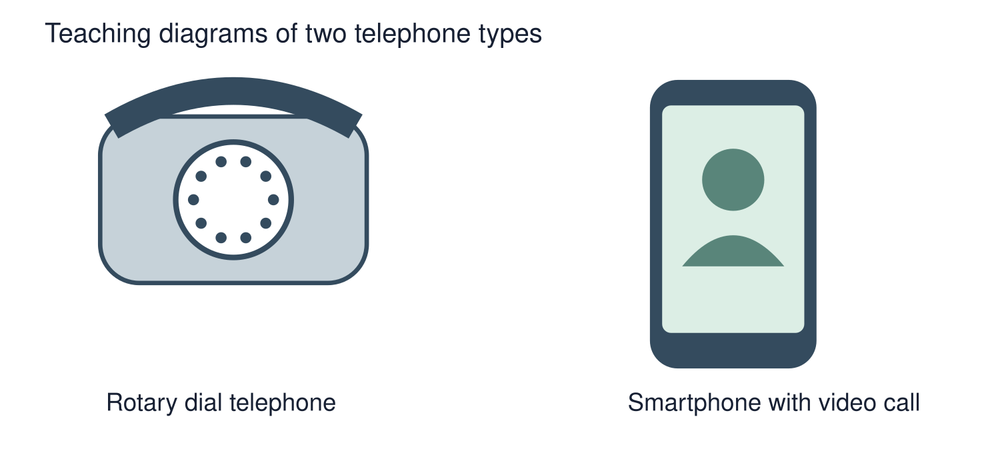 Teaching diagrams of two telephone types
Rotary dial telephone
Smartphone with video call